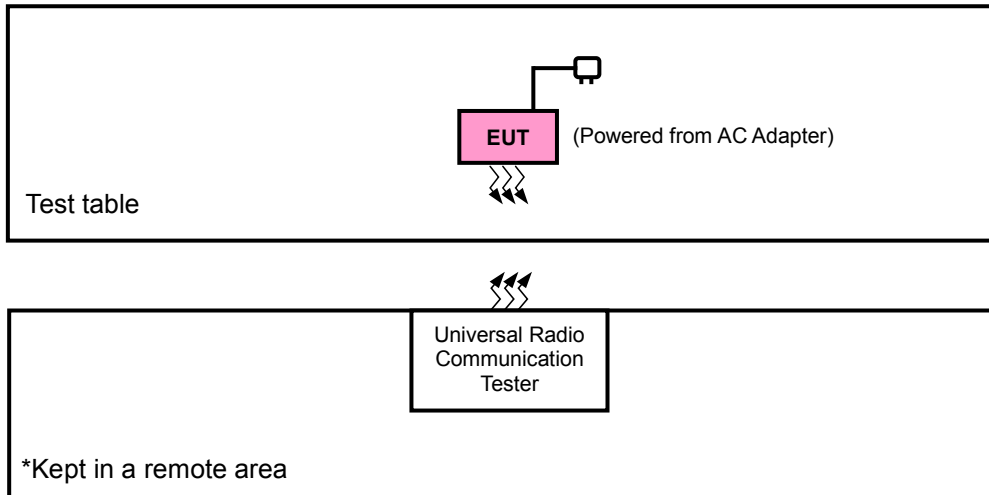 EUT
(Powered from AC Adapter)
Test table
Universal Radio
Communication
Tester
*Kept in a remote area